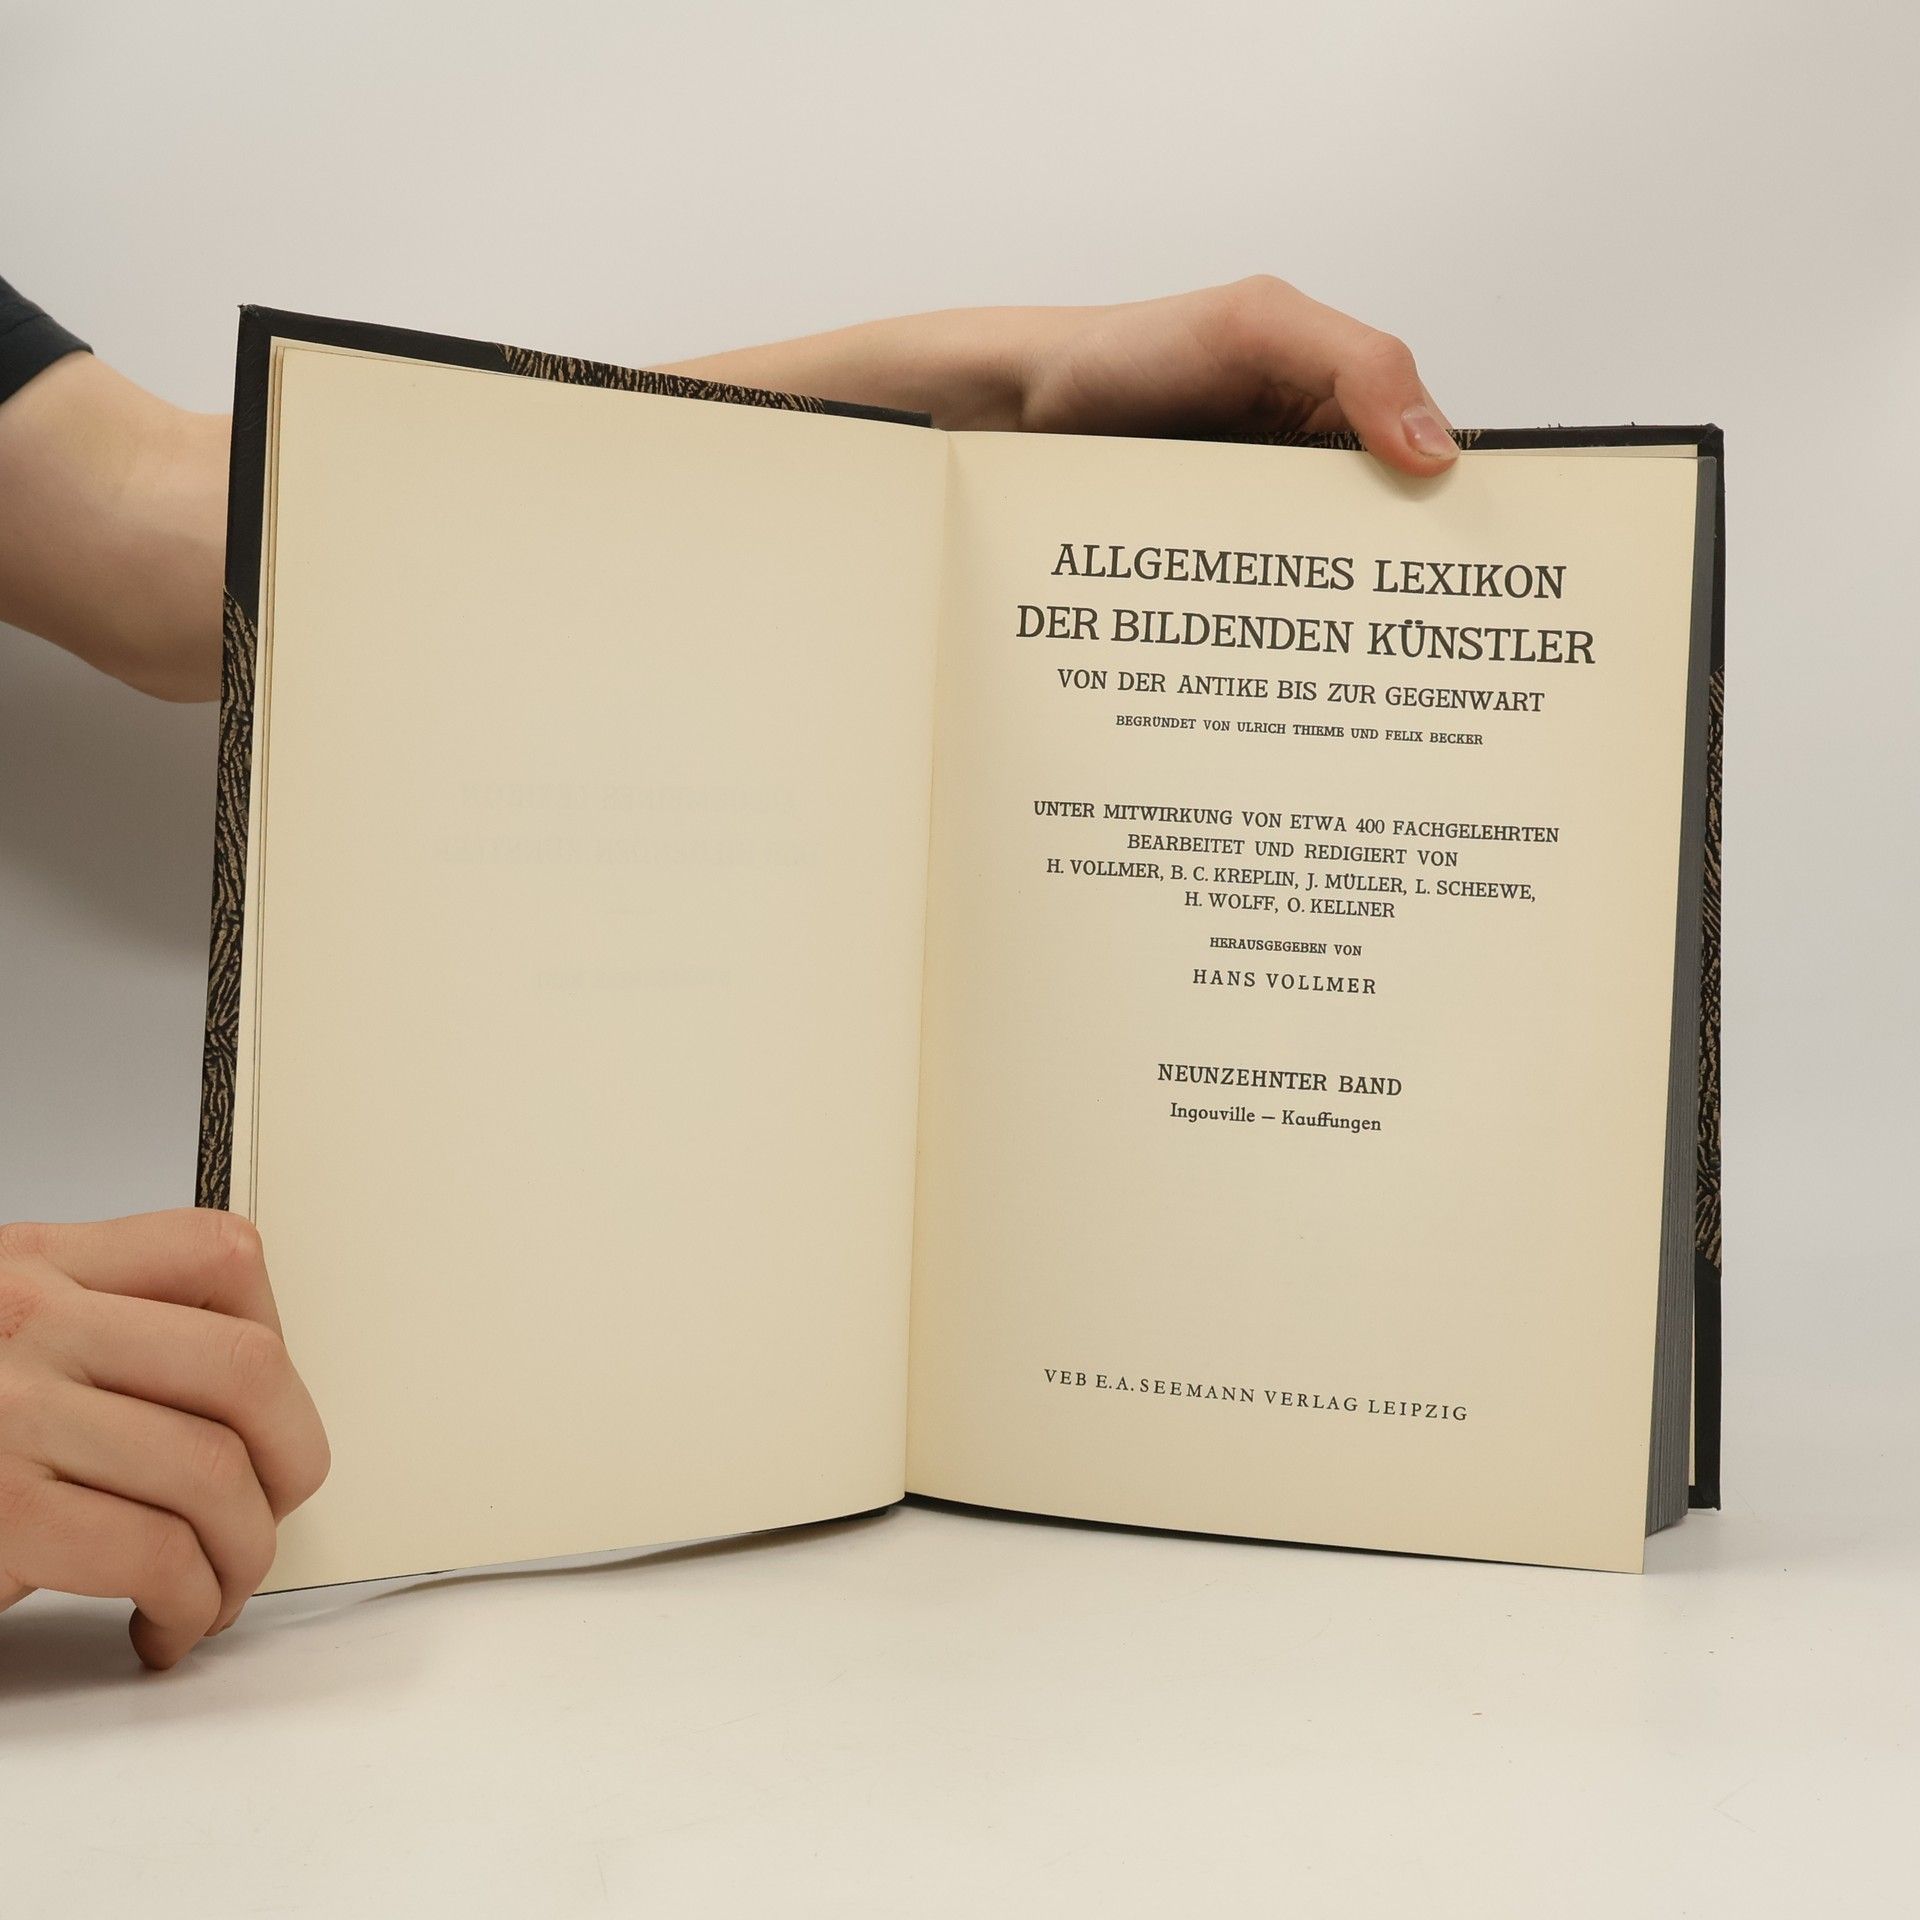 ALLGEMEINES LEXIKON
DER BILDENDEN KÜNSTLER
VON DER ANTIKE BIS ZUR GEGENWART
BEGRÜNDET VON ULRICH THIEME UND FELIX BECKER
UNTER MITWIRKUNG VON ETWA 400 FACHGELEHRTEN
BEARBEITET UND REDIGIERT VON
H. VOLLMER, B. C. KREPLIN, J. MÜLLER, L. SCHEEWE,
H. WOLFF, O. KELLNER
HERAUSGEGEBEN VON
HANS VOLLMER
NEUNZEHNTER BAND
Ingouville — Kauffungen
VEB E. A. SEEMANN VERLAG LEIPZIG